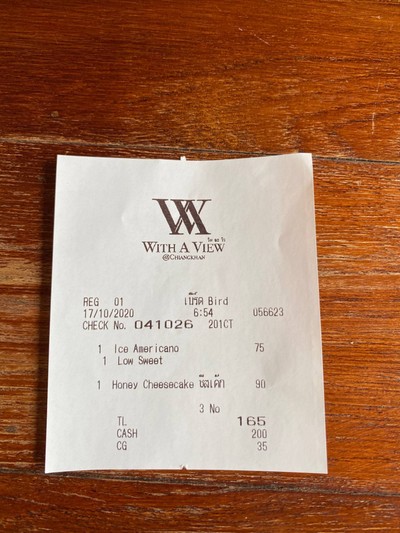 WITH A VIEW
@CHIANGKHAN
REG 01 เบิร์ด Bird
17/10/2020 6:54 056623
CHECK No. 041026 201CT
1 Ice Americano 75
1 Low Sweet
1 Honey Cheesecake ชีสเค้ก 90
3 No
TL 165
CASH 200
CG 35